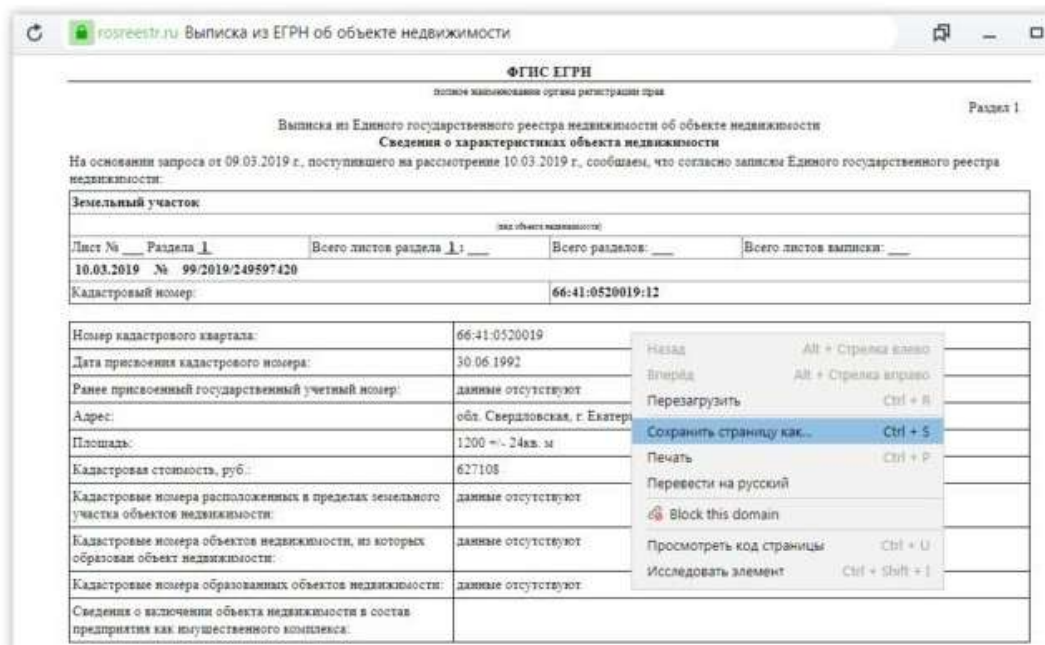 rosreestr.ru Выписка из ЕГРН об объекте недвижимости
ФГИС ЕГРН
полное наименование органа регистрации прав
Раздел 1
Выписка из Единого государственного реестра недвижимости об объекте недвижимости
Сведения о характеристиках объекта недвижимости
На основании запроса от 09.03.2019 г., поступившего на рассмотрение 10.03.2019 г., сообщаем, что согласно записям Единого государственного реестра
недвижимости:
Земельный участок
(вид объекта недвижимости)
Лист № ___ Раздела 1 Всего листов раздела 1: ___ Всего разделов: ___ Всего листов выписки: ___
10.03.2019 № 99/2019/249597420
Кадастровый номер: 66:41:0520019:12
Номер кадастрового квартала: 66:41:0520019
Дата присвоения кадастрового номера: 30.06.1992
Ранее присвоенный государственный учетный номер: данные отсутствуют
Адрес: обл. Свердловская, г. Екатери
Площадь: 1200 +/- 24кв. м
Кадастровая стоимость, руб.: 627108
Кадастровые номера расположенных в пределах земельного
участка объектов недвижимости: данные отсутствуют
Кадастровые номера объектов недвижимости, из которых
образован объект недвижимости: данные отсутствуют
Кадастровые номера образованных объектов недвижимости: данные отсутствуют
Сведения о включении объекта недвижимости в состав
предприятия как имущественного комплекса:
Назад Alt + Стрелка влево
Вперёд Alt + Стрелка вправо
Перезагрузить Ctrl + R
Сохранить страницу как... Ctrl + S
Печать Ctrl + P
Перевести на русский
Block this domain
Просмотреть код страницы Ctrl + U
Исследовать элемент Ctrl + Shift + I